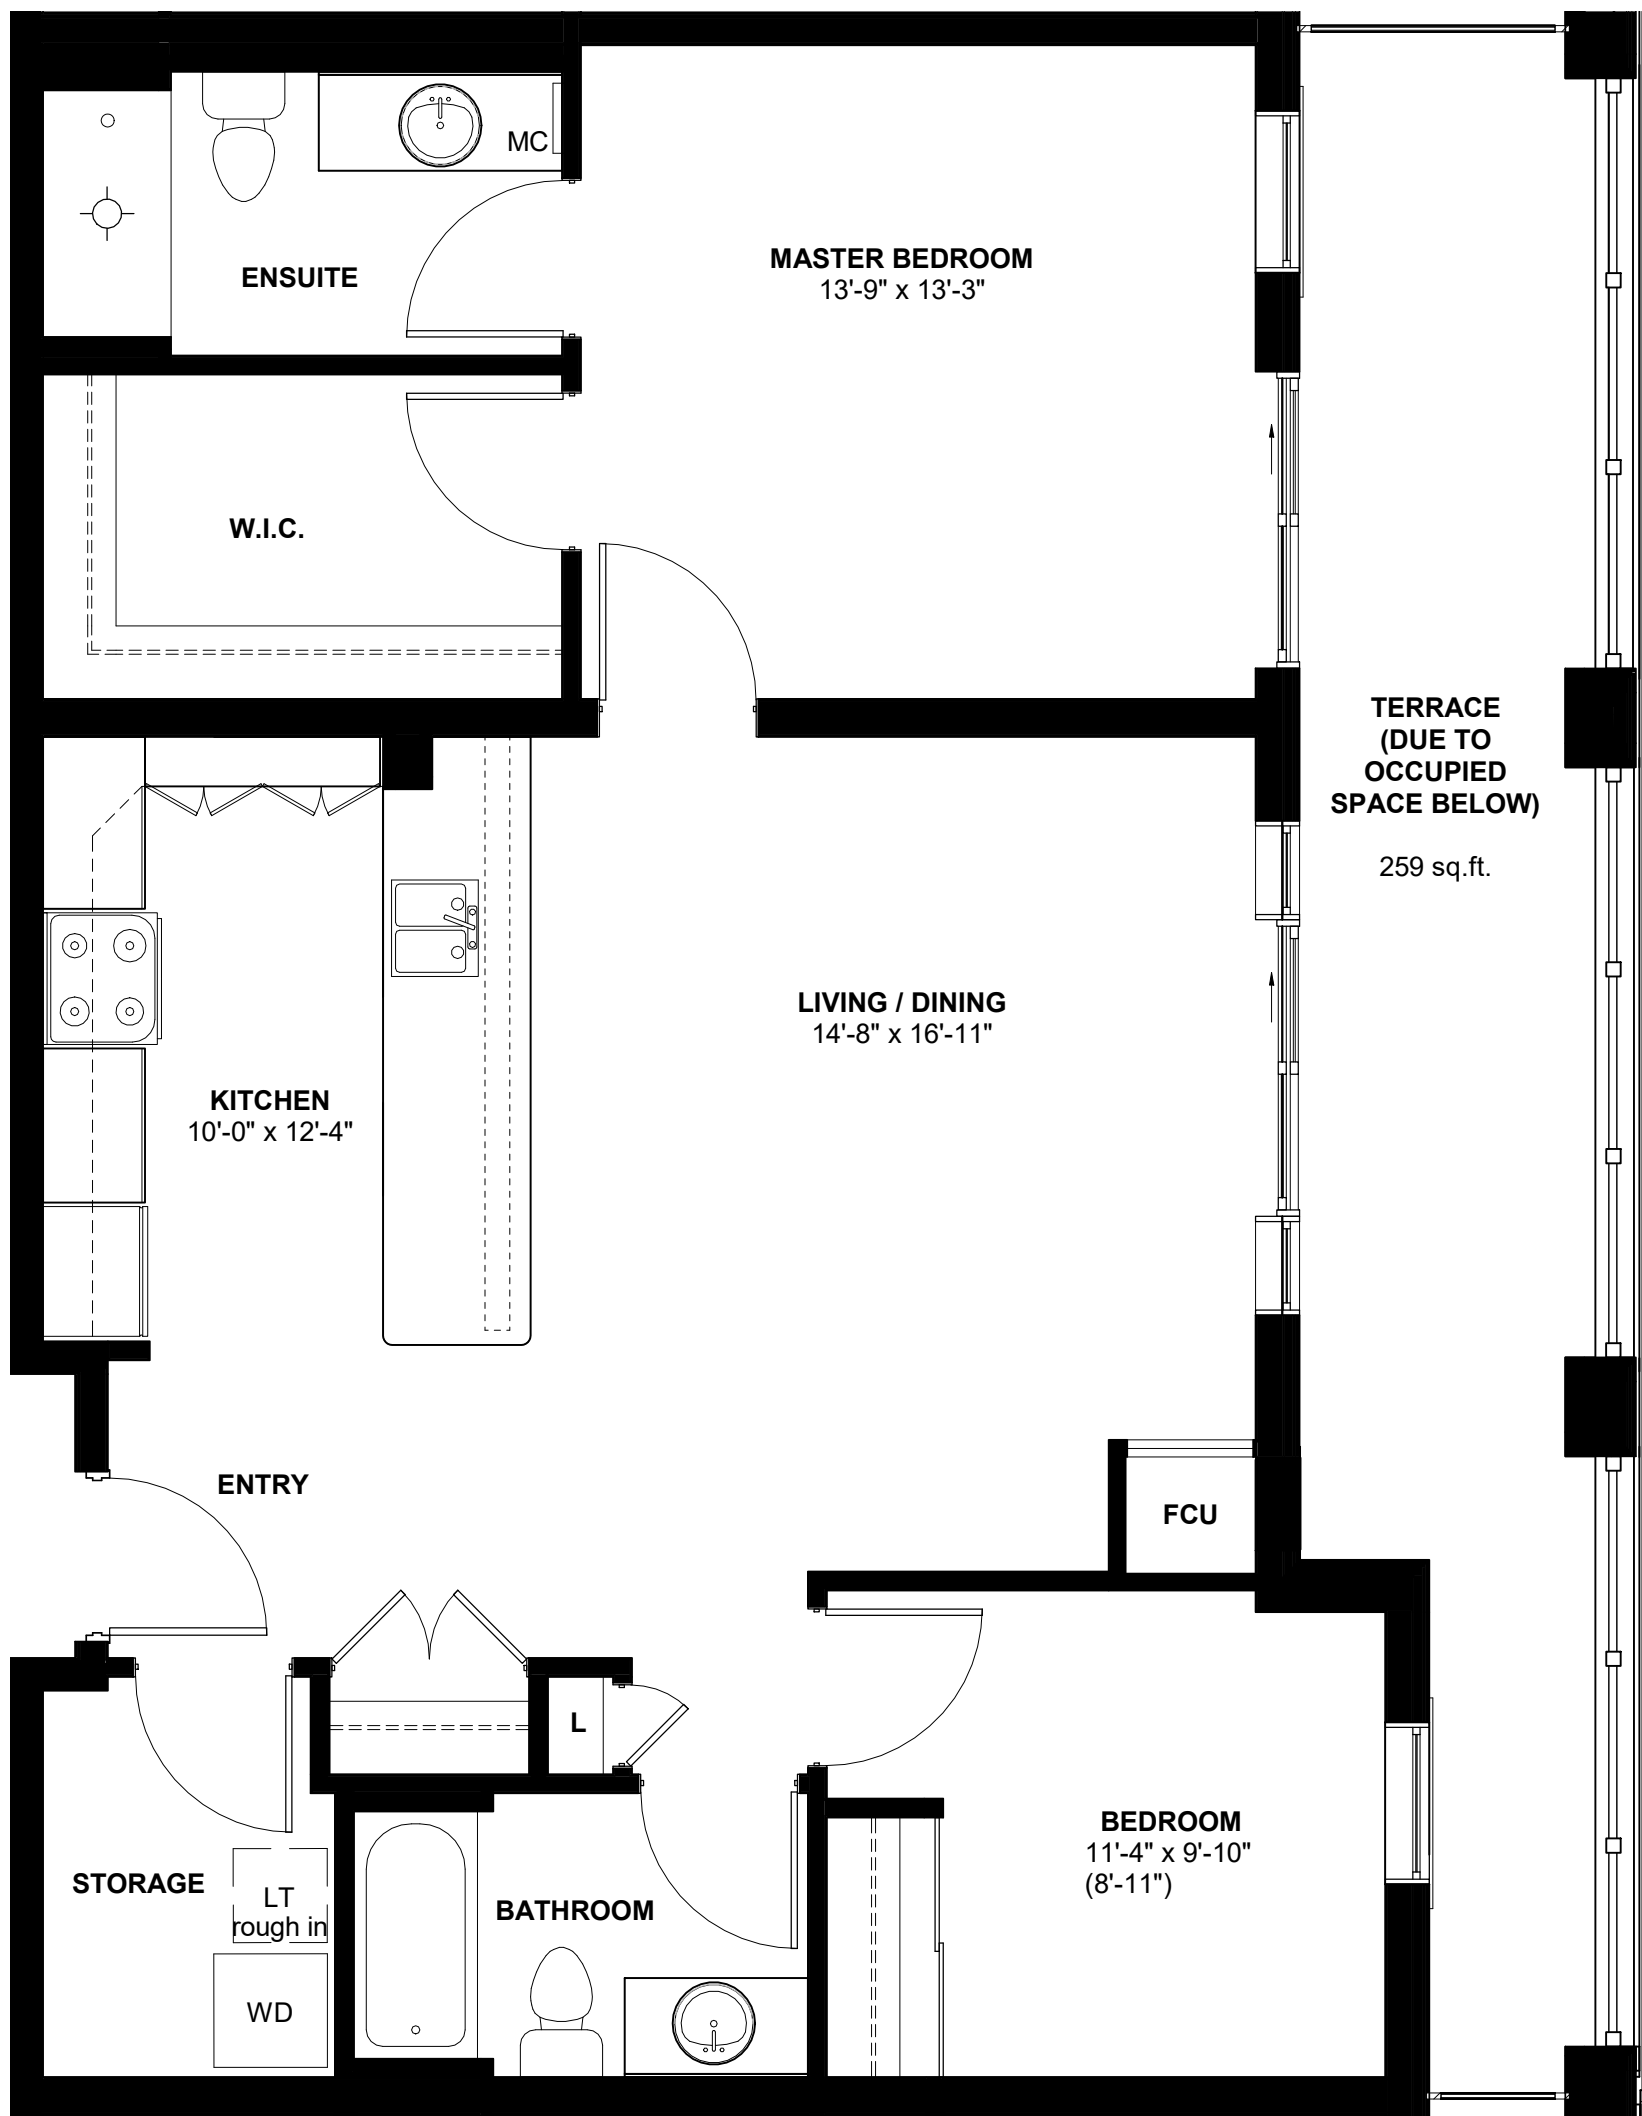 MC
ENSUITE
MASTER BEDROOM
13'-9" x 13'-3"
W.I.C.
TERRACE
(DUE TO
OCCUPIED
SPACE BELOW)
259 sq.ft.
LIVING / DINING
14'-8" x 16'-11"
KITCHEN
10'-0" x 12'-4"
ENTRY
FCU
L
BEDROOM
11'-4" x 9'-10"
(8'-11")
STORAGE
LT
rough in
BATHROOM
WD